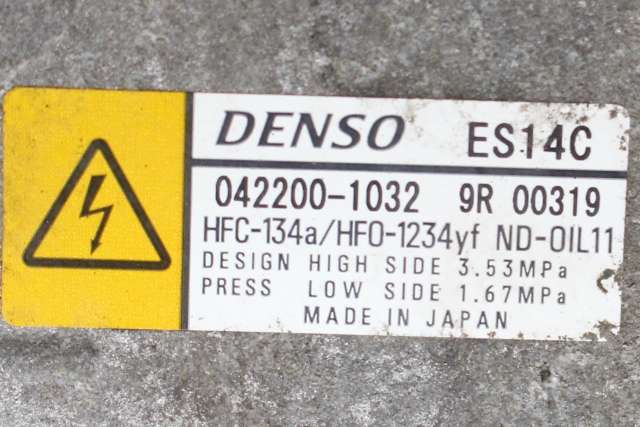 DENSO ES14C
042200-1032 9R 00319
HFC-134a/HFO-1234yf ND-OIL11
DESIGN HIGH SIDE 3.53MPa
PRESS LOW SIDE 1.67MPa
MADE IN JAPAN